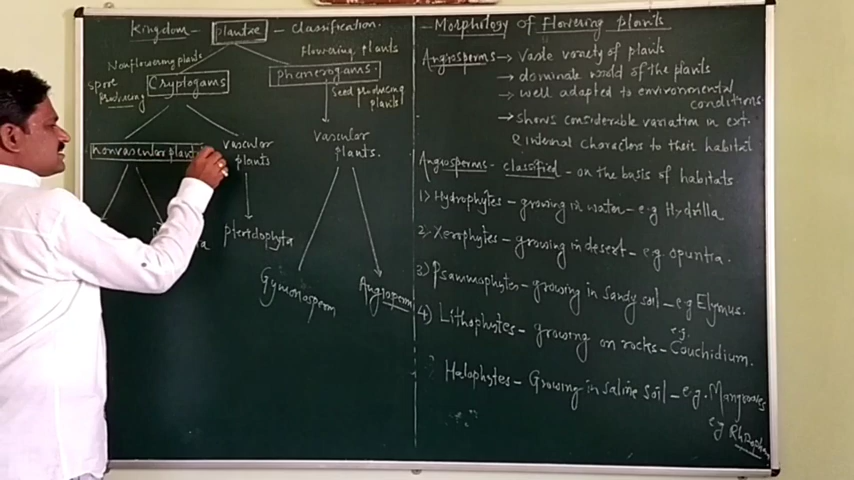 Kingdom - plantae - classification.
Nonflowering plants
Flowering plants
spore
producing
Cryptogams
phanerogams.
Seed producing
plants
nonvascular plants
vascular
plants
vascular
plants.
pteridophyta
Gymonosperm
Angiosperm
- Morphology of flowering plants
Angiosperms → Vaste variety of plants
→ dominate world of the plants
→ well adapted to environmental
conditions.
→ shows considerable variation in ext.
& internal characters to their habitat
Angiosperms - classified - on the basis of habitats
1) Hydrophytes - growing in water - e.g Hydrilla
2) Xerophytes - growing in desert - e.g. opuntia.
3) Psammophytes - growing in sandy soil - e.g Elymus.
4) Lithophytes - growing on rocks - e.g. Couchidium.
Halophytes - Growing in saline soil - e.g. Mangroves
e.g